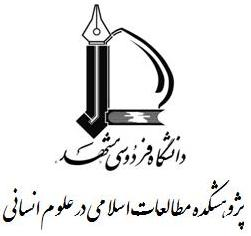 دانشگاه فردوسی مشهد
پژوهشکده مطالعات اسلامی در علوم انسانی